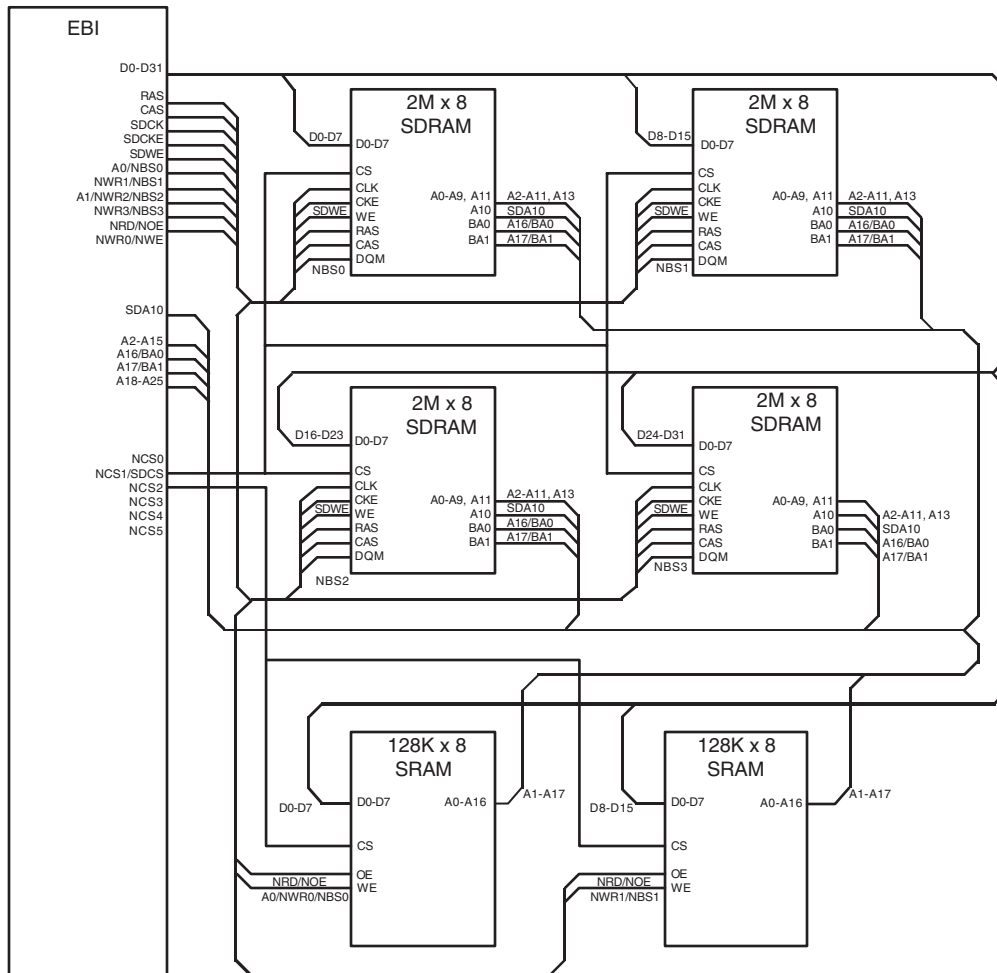 EBI
D0-D31
RAS
CAS
SDCK
SDCKE
SDWE
A0/NBS0
NWR1/NBS1
A1/NWR2/NBS2
NWR3/NBS3
NRD/NOE
NWR0/NWE
SDA10
A2-A15
A16/BA0
A17/BA1
A18-A25
NCS0
NCS1/SDCS
NCS2
NCS3
NCS4
NCS5
2M x 8
SDRAM
D0-D7
D0-D7
CS
CLK
CKE
SDWE
WE
RAS
CAS
DQM
NBS0
A0-A9, A11
A10
BA0
BA1
A2-A11, A13
SDA10
A16/BA0
A17/BA1
2M x 8
SDRAM
D8-D15
D0-D7
CS
CLK
CKE
SDWE
WE
RAS
CAS
DQM
NBS1
A0-A9, A11
A10
BA0
BA1
A2-A11, A13
SDA10
A16/BA0
A17/BA1
2M x 8
SDRAM
D16-D23
D0-D7
CS
CLK
CKE
SDWE
WE
RAS
CAS
DQM
NBS2
A0-A9, A11
A10
BA0
BA1
A2-A11, A13
SDA10
A16/BA0
A17/BA1
2M x 8
SDRAM
D24-D31
D0-D7
CS
CLK
CKE
SDWE
WE
RAS
CAS
DQM
NBS3
A0-A9, A11
A10
BA0
BA1
A2-A11, A13
SDA10
A16/BA0
A17/BA1
128K x 8
SRAM
D0-D7
D0-D7
A0-A16
A1-A17
CS
OE
NRD/NOE
WE
A0/NWR0/NBS0
128K x 8
SRAM
D8-D15
D0-D7
A0-A16
A1-A17
CS
OE
NRD/NOE
WE
NWR1/NBS1